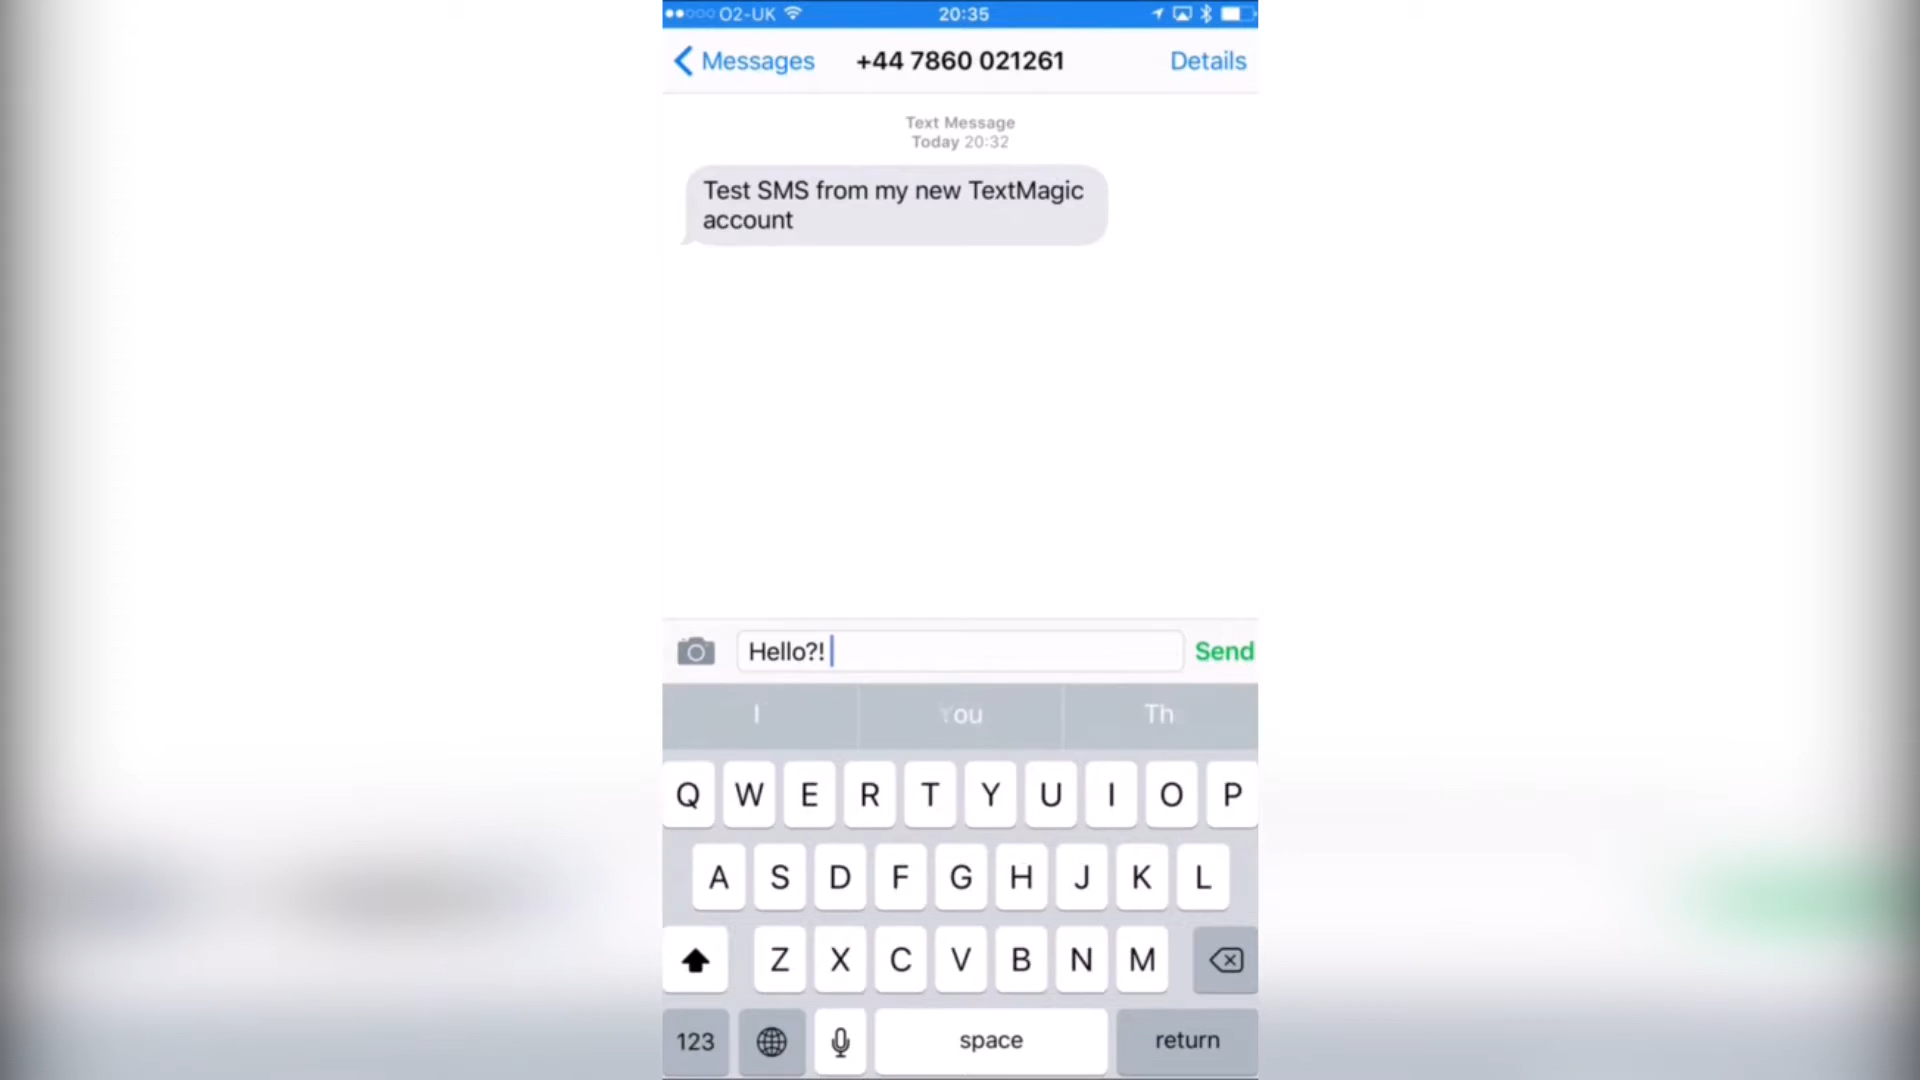 O2-UK 20:35
Messages +44 7860 021261 Details
Text Message
Today 20:32
Test SMS from my new TextMagic
account
Hello?! Send
I You Th
Q W E R T Y U I O P
A S D F G H J K L
Z X C V B N M
123 space return